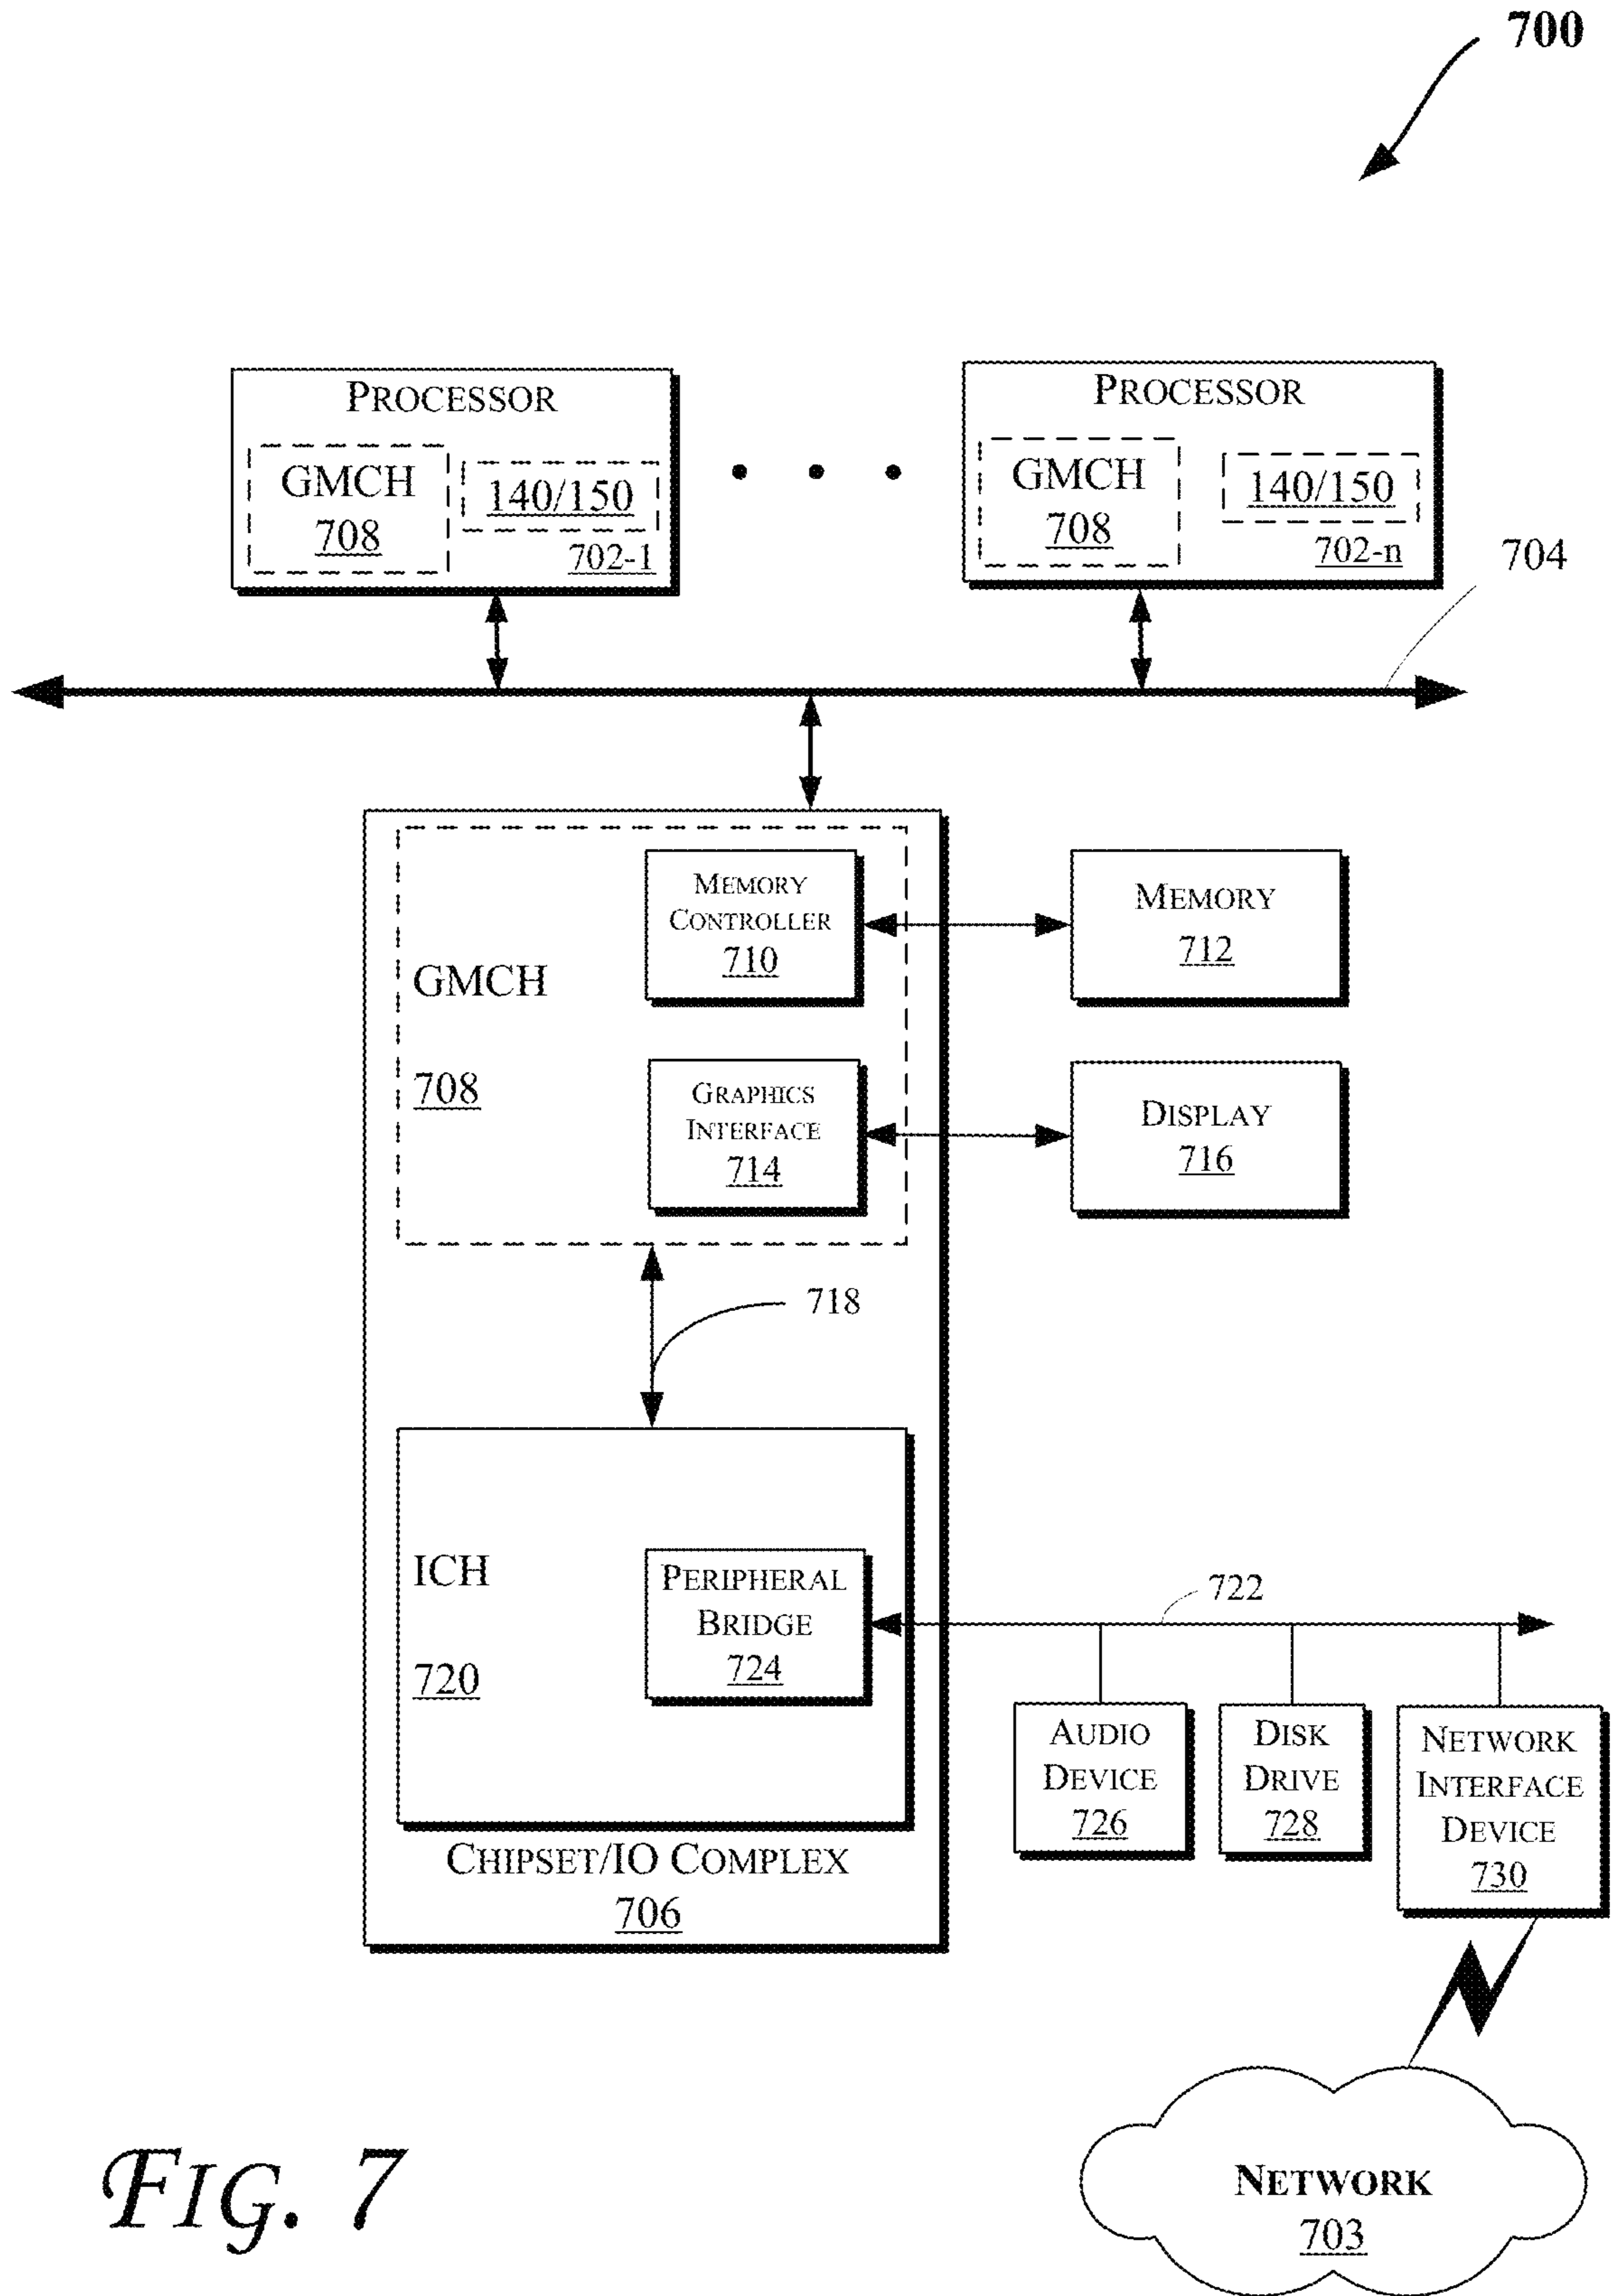 700
PROCESSOR
GMCH
708
140/150
702-1
PROCESSOR
GMCH
708
140/150
702-n
704
MEMORY
CONTROLLER
710
MEMORY
712
GMCH
708
GRAPHICS
INTERFACE
714
DISPLAY
716
718
ICH
720
PERIPHERAL
BRIDGE
724
722
AUDIO
DEVICE
726
DISK
DRIVE
728
NETWORK
INTERFACE
DEVICE
730
CHIPSET/IO COMPLEX
706
NETWORK
703
FIG. 7